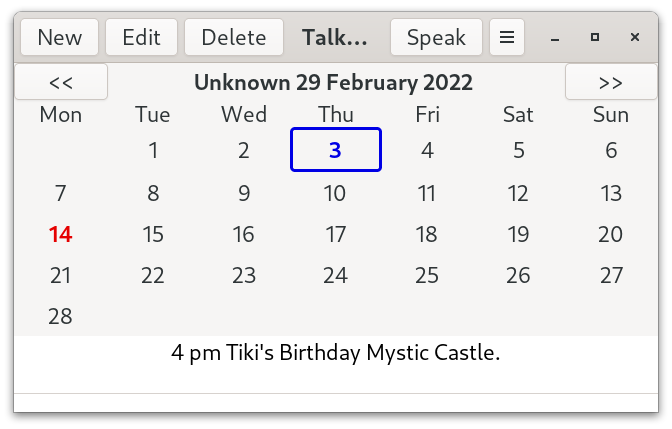 New Edit Delete Talk... Speak
<< Unknown 29 February 2022 >>
Mon Tue Wed Thu Fri Sat Sun
1 2 3 4 5 6
7 8 9 10 11 12 13
14 15 16 17 18 19 20
21 22 23 24 25 26 27
28
4 pm Tiki's Birthday Mystic Castle.